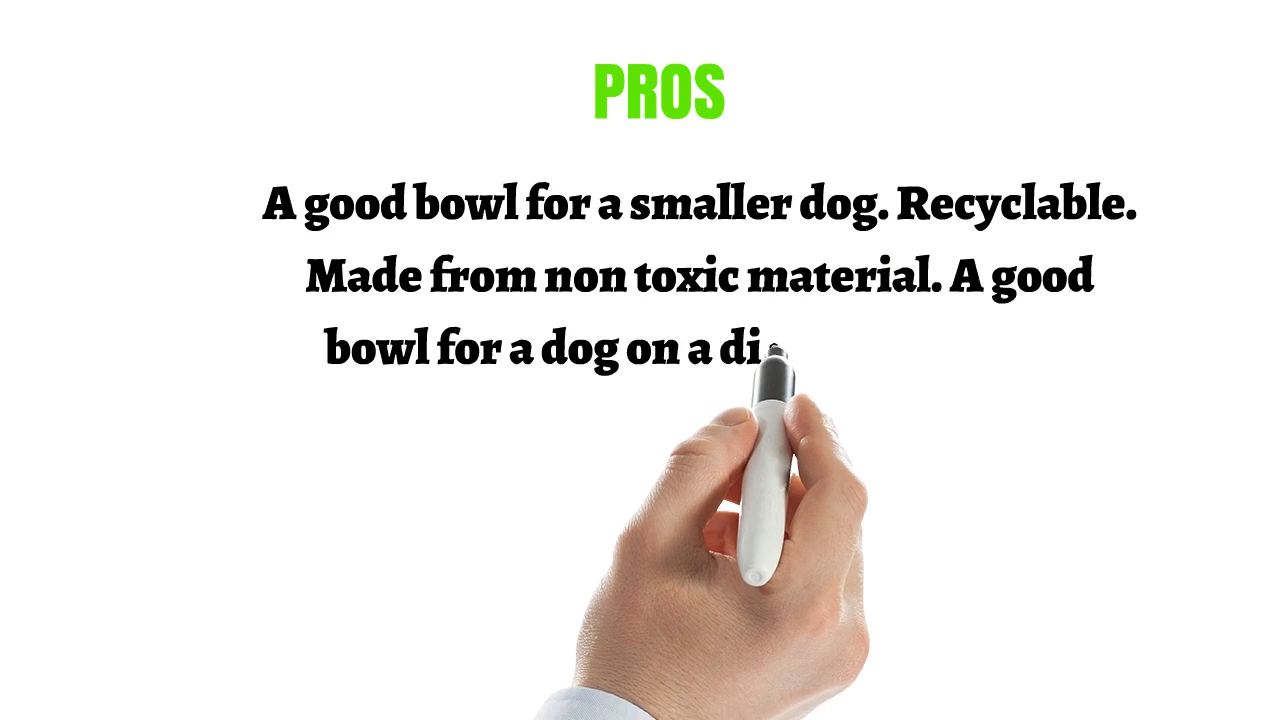 PROS
A good bowl for a smaller dog. Recyclable.
Made from non toxic material. A good
bowl for a dog on a di